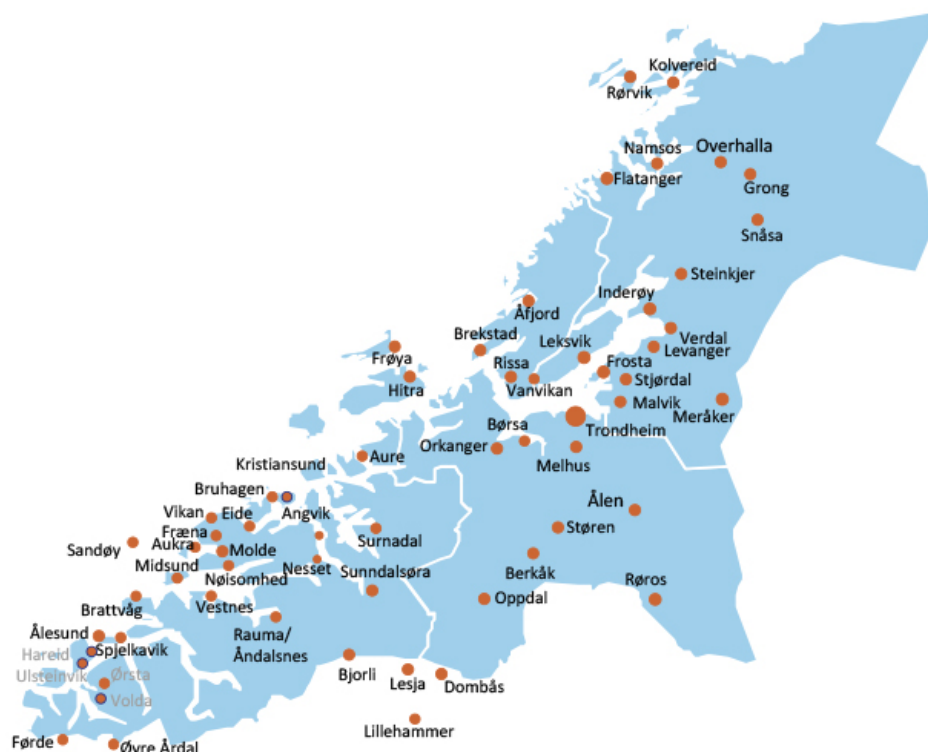 Kolvereid
Rørvik
Namsos
Overhalla
Flatanger
Grong
Snåsa
Steinkjer
Inderøy
Åfjord
Verdal
Brekstad
Leksvik
Levanger
Frøya
Rissa
Frosta
Stjørdal
Hitra
Vanvikan
Malvik
Meråker
Børsa
Trondheim
Orkanger
Melhus
Aure
Kristiansund
Bruhagen
Vikan
Eide
Angvik
Ålen
Støren
Fræna
Surnadal
Sandøy
Aukra
Molde
Midsund
Nøisomhed
Nesset
Sunndalsøra
Berkåk
Røros
Brattvåg
Vestnes
Oppdal
Ålesund
Rauma/
Åndalsnes
Hareid
Spjelkavik
Ulsteinvik
Ørsta
Bjorli
Lesja
Dombås
Volda
Lillehammer
Førde
Øvre Årdal